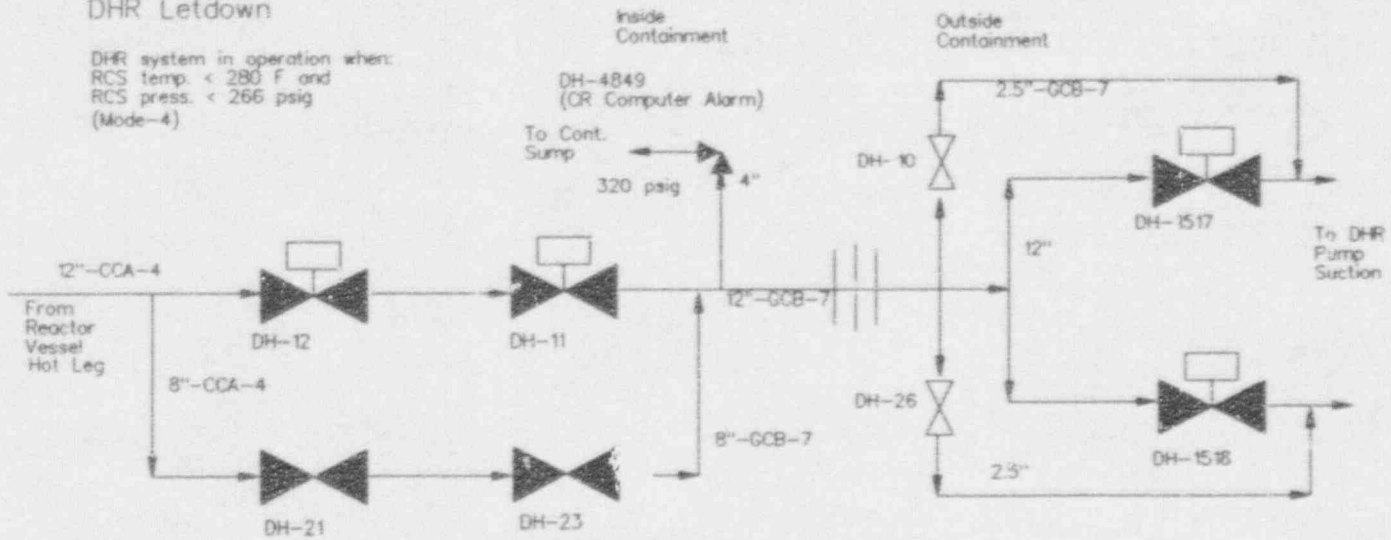 DHR Letdown
DHR system in operation when:
RCS temp. < 280 F and
RCS press. < 266 psig
(Mode-4)
Inside
Containment
Outside
Containment
DH-4849
(CR Computer Alarm)
To Cont.
Sump
320 psig
4"
2.5"-GCB-7
DH-10
DH-1517
12"
To DHR
Pump
Suction
12"-CCA-4
From
Reactor
Vessel
Hot Leg
DH-12
DH-11
12"-GCB-7
8"-CCA-4
8"-GCB-7
DH-26
DH-1518
2.5"
DH-21
DH-23